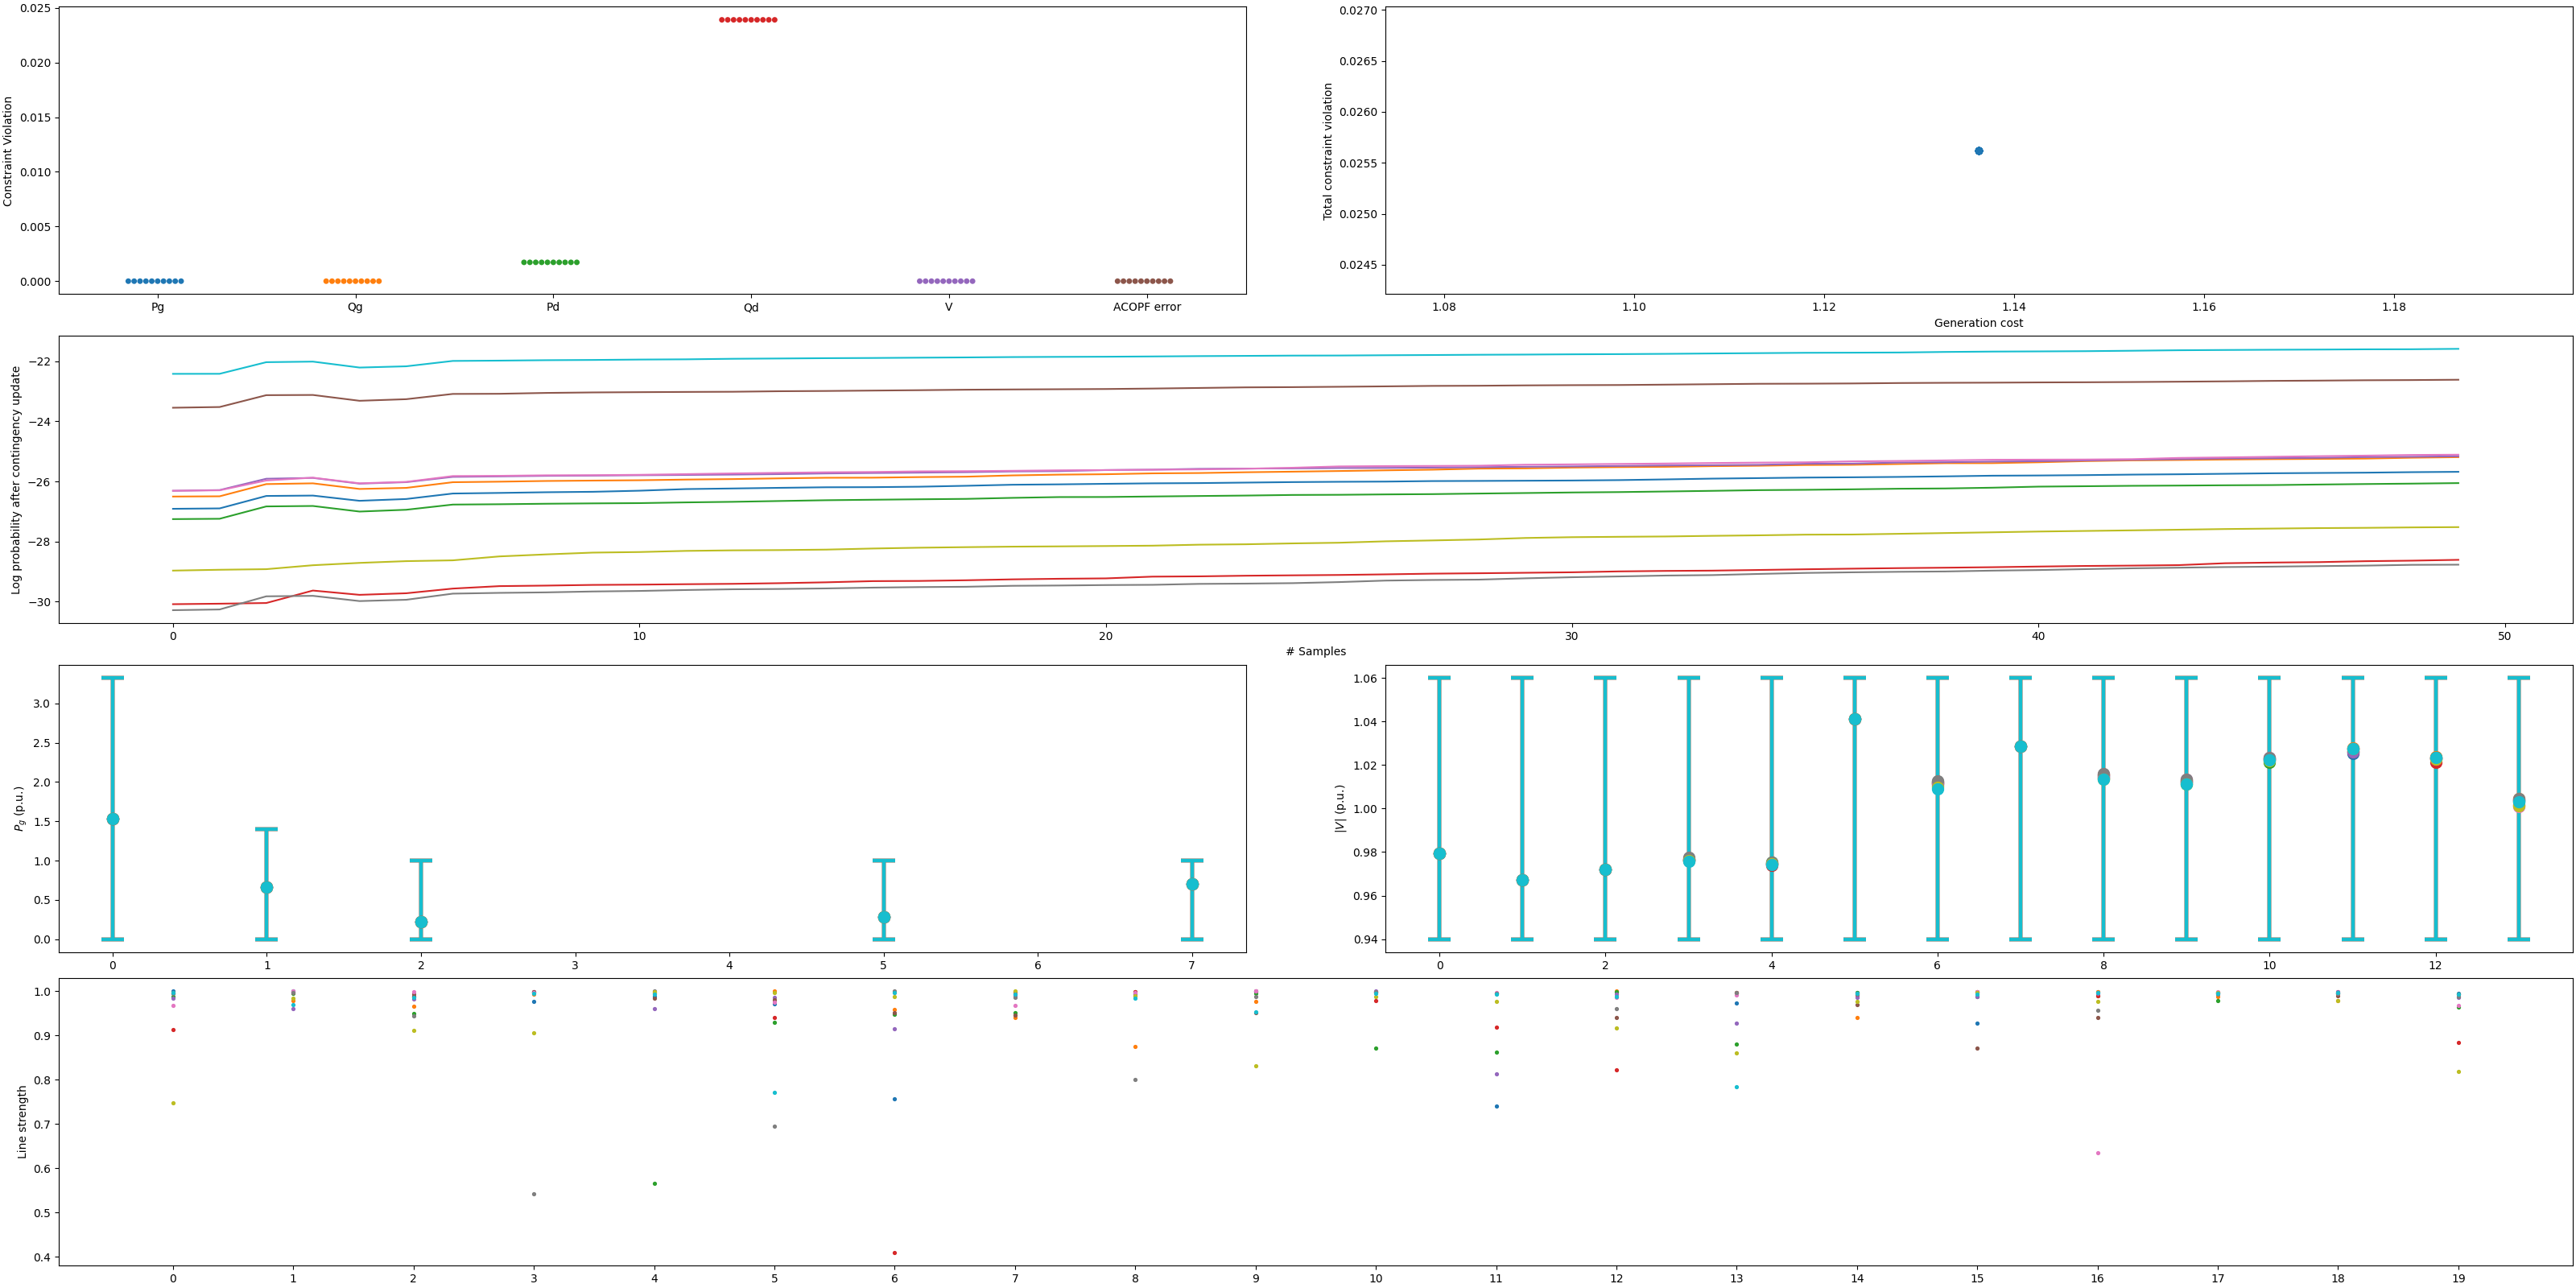 0.025
0.020
0.015
0.010
0.005
0.000
Constraint Violation
Pg Qg Pd Qd V ACOPF error
0.0270
0.0265
0.0260
0.0255
0.0250
0.0245
Total constraint violation
1.08 1.10 1.12 1.14 1.16 1.18
Generation cost
−22
−24
−26
−28
−30
Log probability after contingency update
0 10 20 30 40 50
# Samples
3.0
2.5
2.0
1.5
1.0
0.5
0.0
P_g (p.u.)
0 1 2 3 4 5 6 7
1.06
1.04
1.02
1.00
0.98
0.96
0.94
|V| (p.u.)
0 2 4 6 8 10 12
1.0
0.9
0.8
0.7
0.6
0.5
0.4
Line strength
0 1 2 3 4 5 6 7 8 9 10 11 12 13 14 15 16 17 18 19